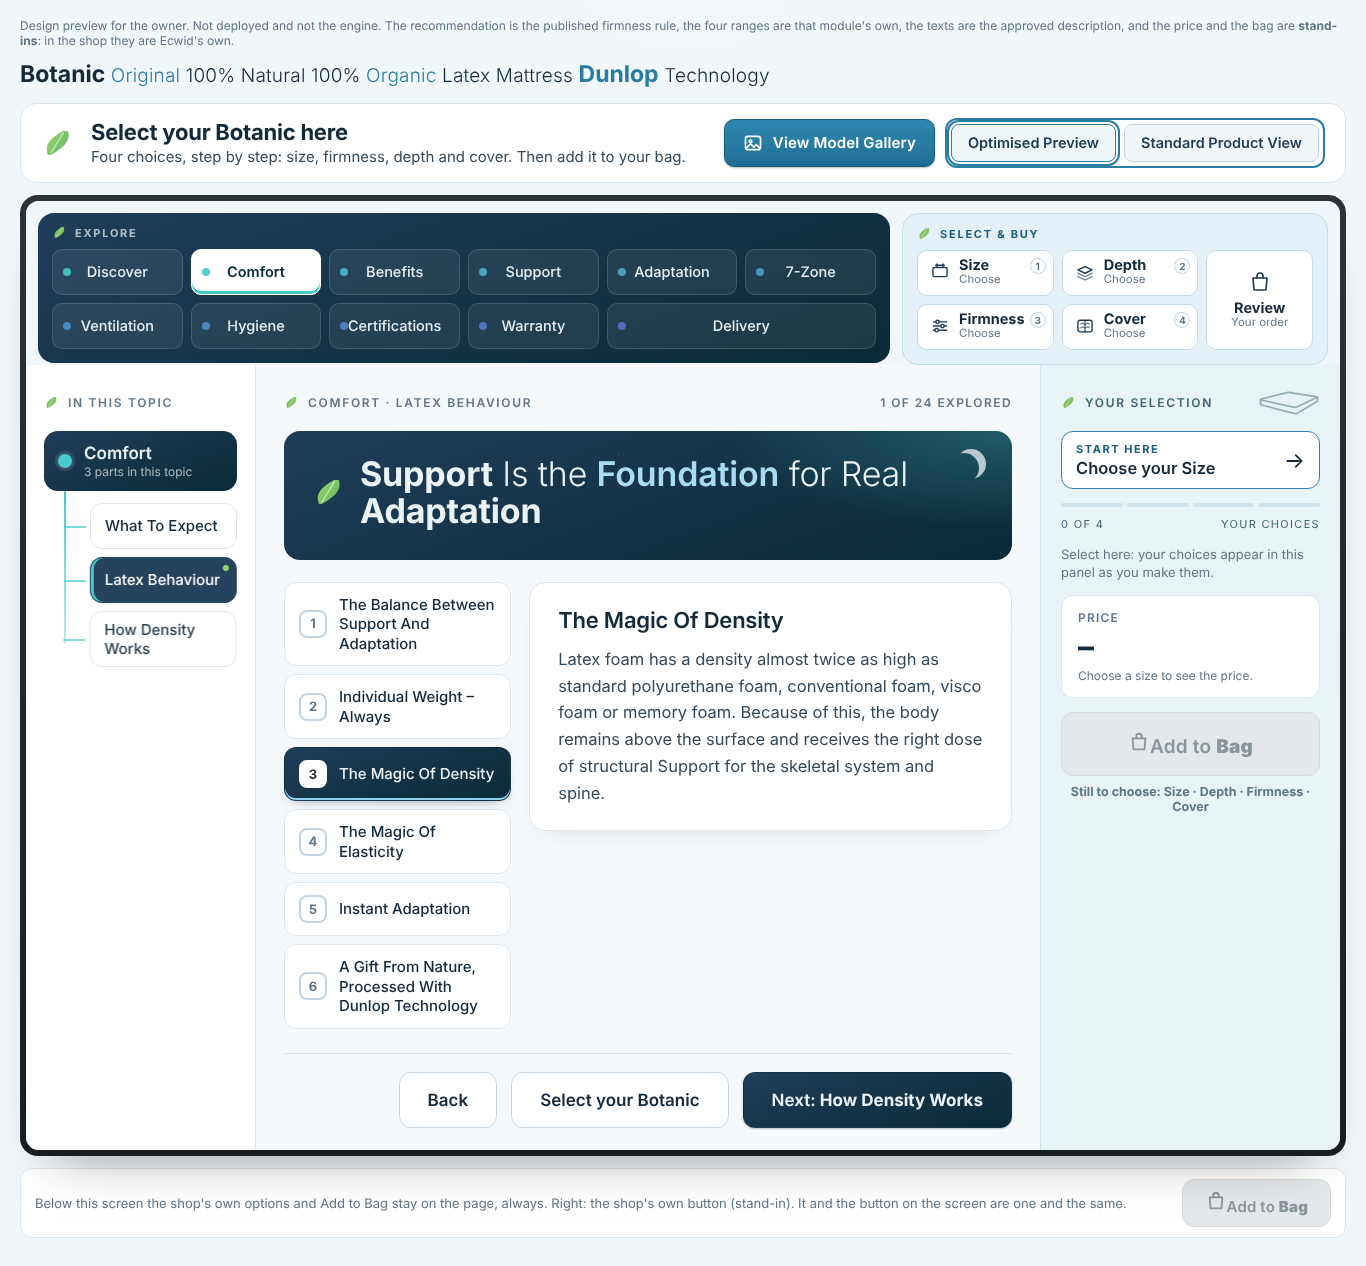 Design preview for the owner. Not deployed and not the engine. The recommendation is the published firmness rule, the four ranges are that module's own, the texts are the approved description, and the price and the bag are stand-
ins: in the shop they are Ecwid's own.
Botanic Original 100% Natural 100% Organic Latex Mattress Dunlop Technology
Select your Botanic here
Four choices, step by step: size, firmness, depth and cover. Then add it to your bag.
View Model Gallery
Optimised Preview
Standard Product View
EXPLORE
Discover
Comfort
Benefits
Support
Adaptation
7-Zone
Ventilation
Hygiene
Certifications
Warranty
Delivery
SELECT & BUY
Size
Choose
1
Depth
Choose
2
Firmness
Choose
3
Cover
Choose
4
Review
Your order
IN THIS TOPIC
Comfort
3 parts in this topic
What To Expect
Latex Behaviour
How Density
Works
COMFORT · LATEX BEHAVIOUR
1 OF 24 EXPLORED
Support Is the Foundation for Real
Adaptation
1
The Balance Between
Support And
Adaptation
2
Individual Weight –
Always
3
The Magic Of Density
4
The Magic Of
Elasticity
5
Instant Adaptation
6
A Gift From Nature,
Processed With
Dunlop Technology
The Magic Of Density
Latex foam has a density almost twice as high as
standard polyurethane foam, conventional foam, visco
foam or memory foam. Because of this, the body
remains above the surface and receives the right dose
of structural Support for the skeletal system and
spine.
Back
Select your Botanic
Next: How Density Works
YOUR SELECTION
START HERE
Choose your Size
0 OF 4
YOUR CHOICES
Select here: your choices appear in this
panel as you make them.
PRICE
–
Choose a size to see the price.
Add to Bag
Still to choose: Size · Depth · Firmness ·
Cover
Below this screen the shop's own options and Add to Bag stay on the page, always. Right: the shop's own button (stand-in). It and the button on the screen are one and the same.
Add to Bag